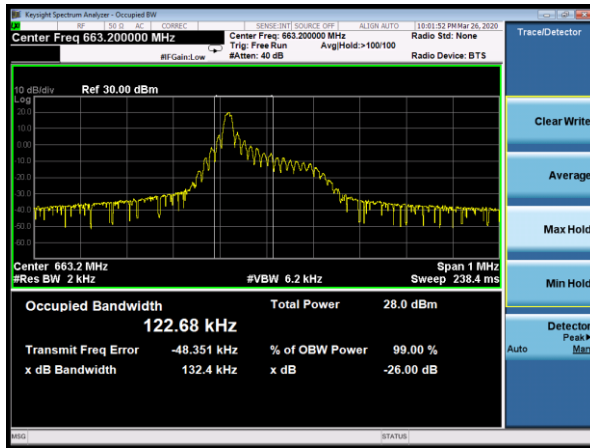 Keysight Spectrum Analyzer - Occupied BW
RF 50 Ω AC CORREC SENSE:INT SOURCE OFF ALIGN AUTO 10:01:52 PM Mar 26, 2020
Center Freq 663.200000 MHz Center Freq: 663.200000 MHz Radio Std: None Trace/Detector
Trig: Free Run Avg|Hold:>100/100
#IFGain:Low #Atten: 40 dB Radio Device: BTS
10 dB/div Ref 30.00 dBm
Log
20.0
10.0
0.00
-10.0
-20.0
-30.0
-40.0
-50.0
-60.0
Center 663.2 MHz Span 1 MHz
#Res BW 2 kHz #VBW 6.2 kHz Sweep 238.4 ms
Occupied Bandwidth Total Power 28.0 dBm
122.68 kHz
Transmit Freq Error -48.351 kHz % of OBW Power 99.00 %
x dB Bandwidth 132.4 kHz x dB -26.00 dB
Clear Write
Average
Max Hold
Min Hold
Detector
Peak▶
Auto Man
MSG STATUS